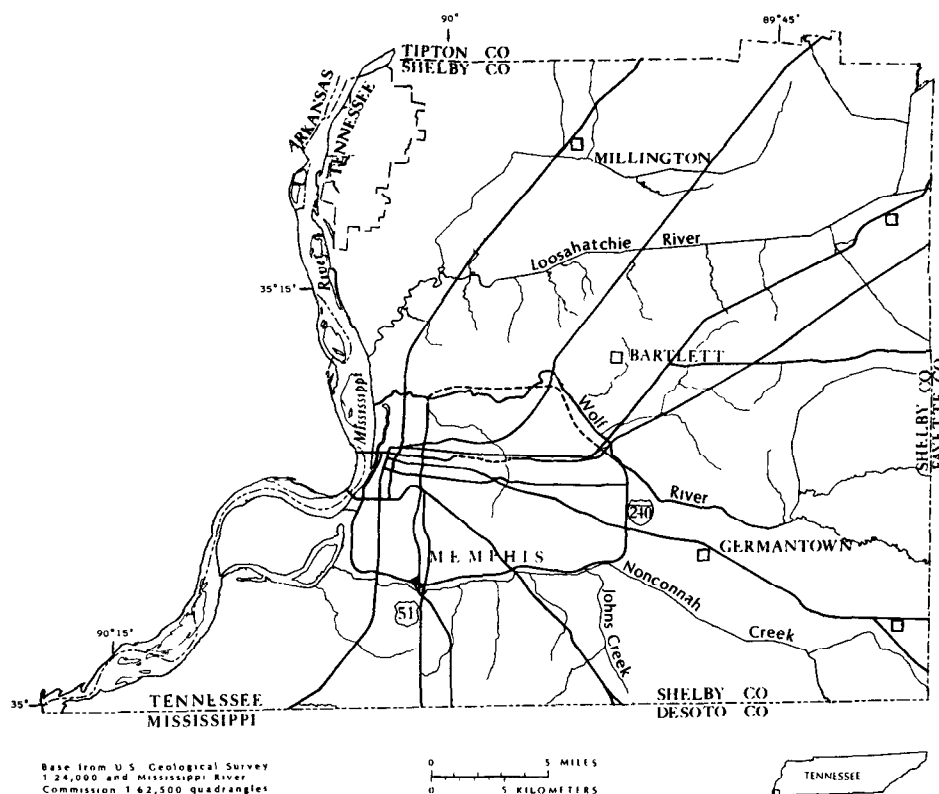 90°
89°45'
TIPTON CO
SHELBY CO
ARKANSAS
TENNESSEE
MILLINGTON
Loosahatchie River
River
35°15'
BARTLETT
Mississippi
Wolf
SHELBY CO
FAYETTE CO
River
240
GERMANTOWN
MEMPHIS
Nonconnah
51
Johns Creek
Creek
90°15'
35°
TENNESSEE
MISSISSIPPI
SHELBY CO
DESOTO CO
Base from U S Geological Survey
1 24,000 and Mississippi River
Commission 1 62,500 quadrangles
0 5 MILES
0 5 KILOMETERS
TENNESSEE